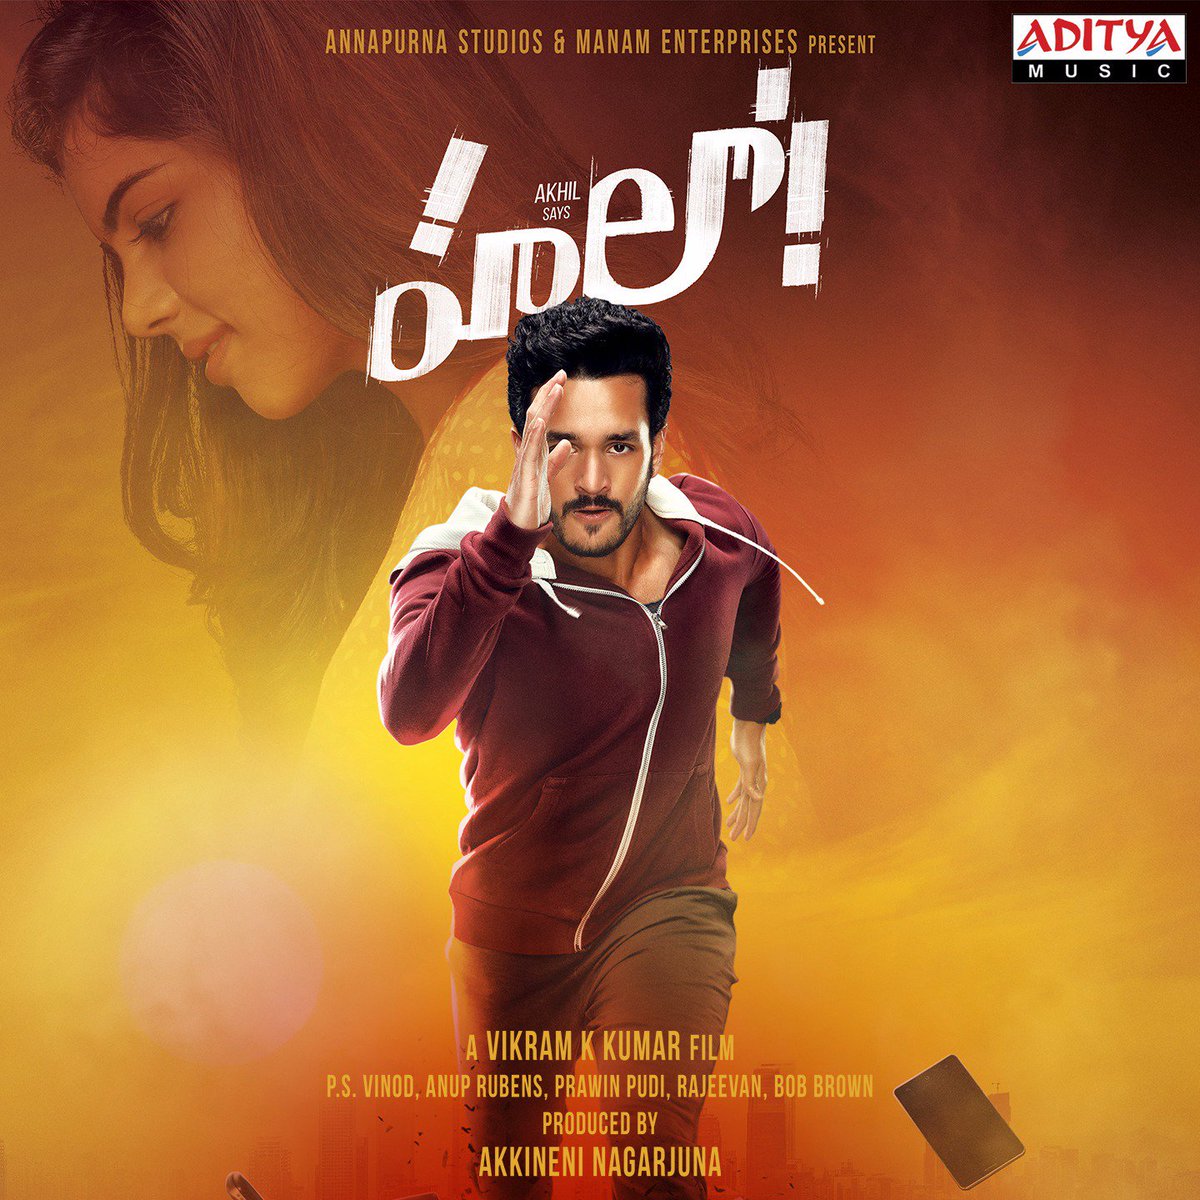 ANNAPURNA STUDIOS & MANAM ENTERPRISES PRESENT
ADITYA
MUSIC
AKHIL
SAYS
!హలో!
A VIKRAM K KUMAR FILM
P.S. VINOD, ANUP RUBENS, PRAWIN PUDI, RAJEEVAN, BOB BROWN
PRODUCED BY
AKKINENI NAGARJUNA